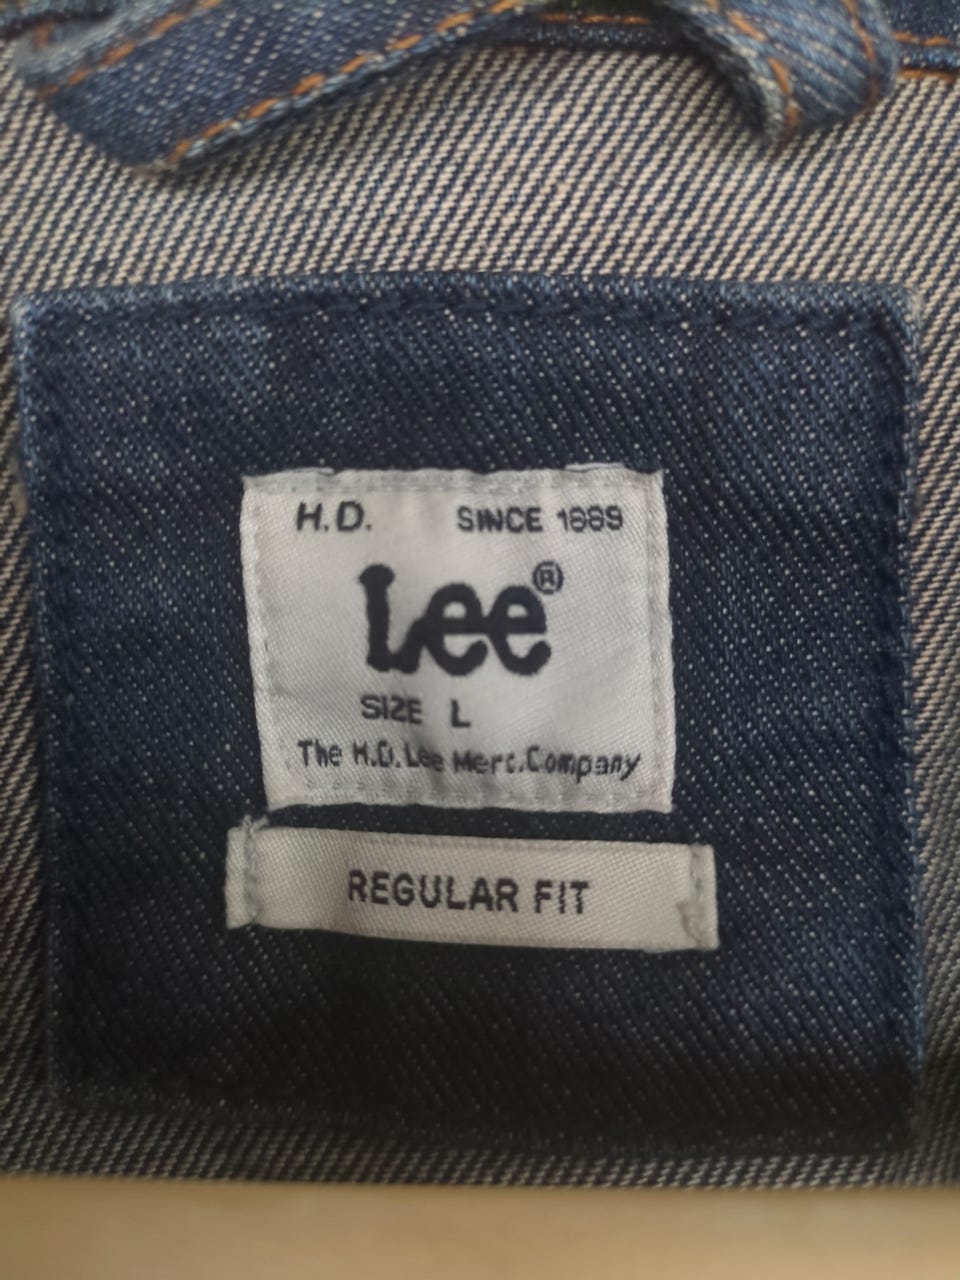 H.D. SINCE 1889
Lee®
SIZE L
The H.D. Lee Merc. Company
REGULAR FIT